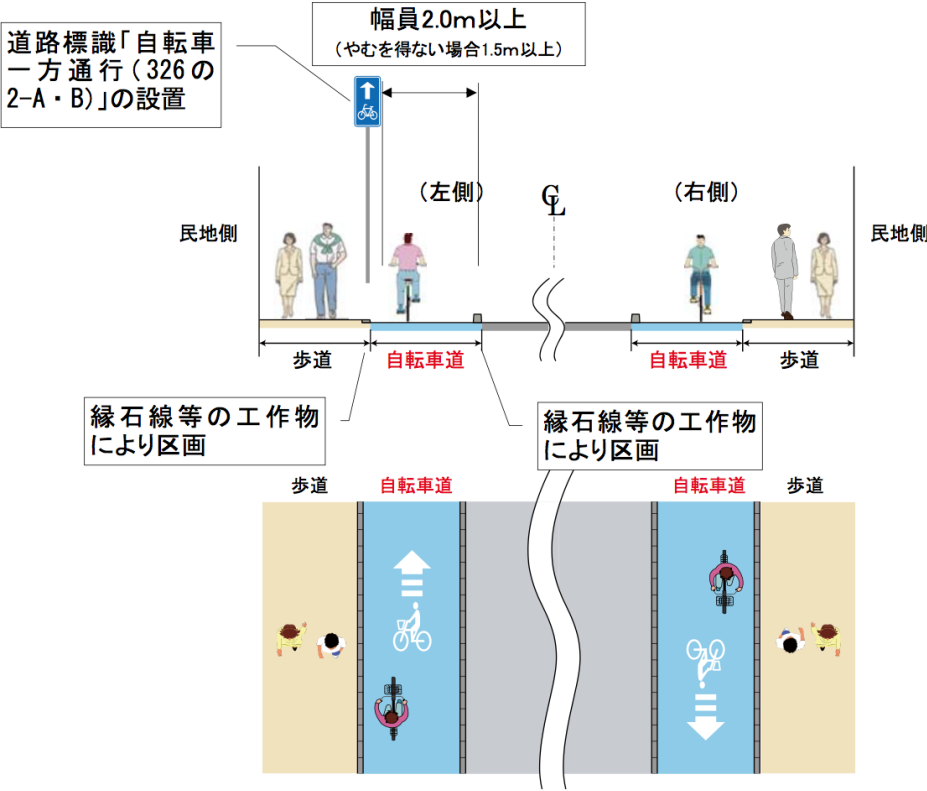 幅員2.0m以上
(やむを得ない場合1.5m以上)
道路標識「自転車
一方通行(326の
2-A・B)」の設置
(左側)
(右側)
CL
民地側
民地側
歩道
自転車道
自転車道
歩道
縁石線等の工作物
により区画
縁石線等の工作物
により区画
歩道
自転車道
自転車道
歩道